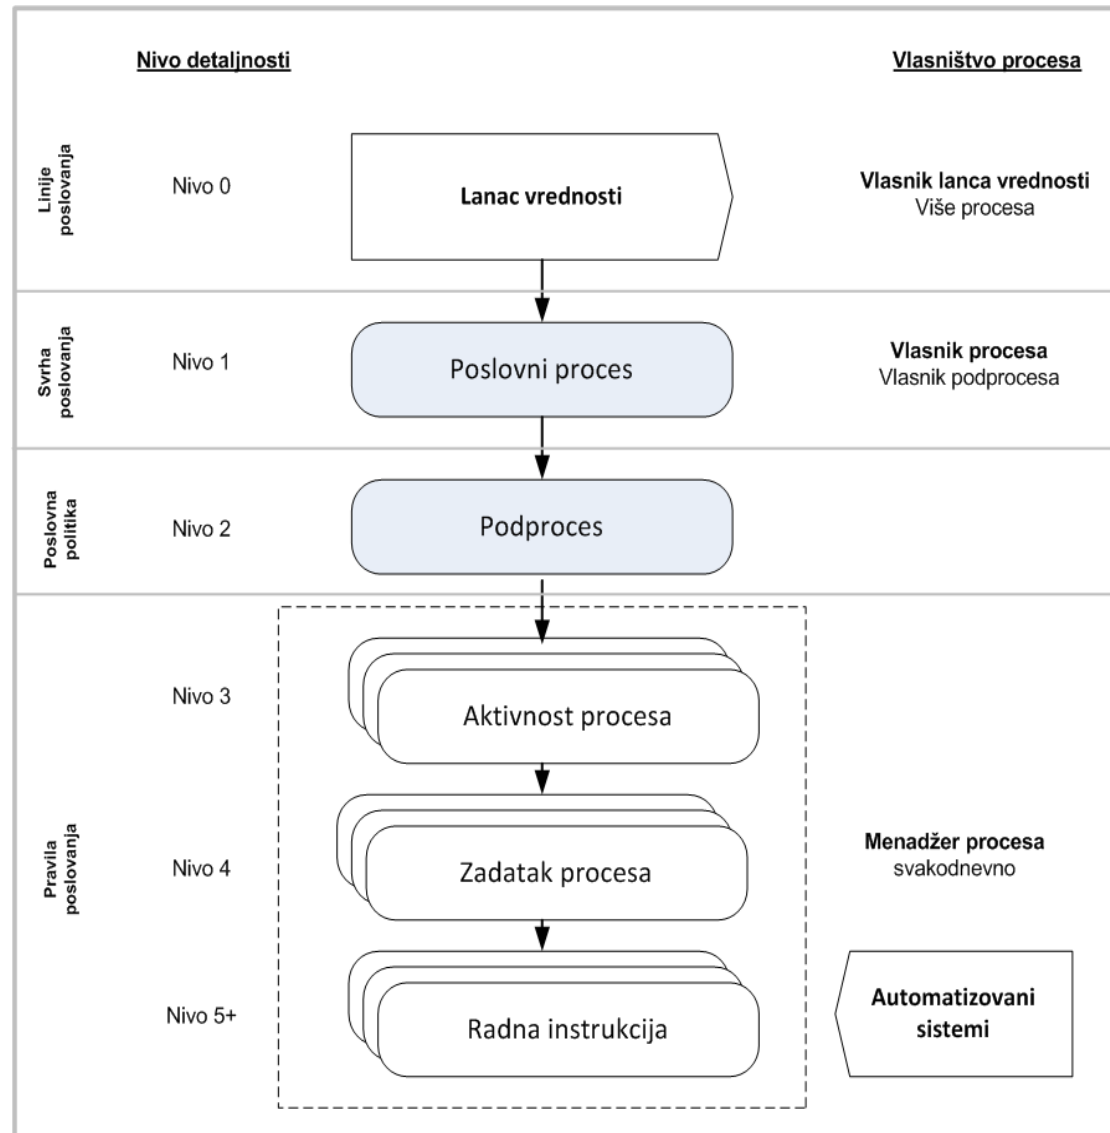 Nivo detaljnosti
Vlasništvo procesa
Linije
poslovanja
Nivo 0
Lanac vrednosti
Vlasnik lanca vrednosti
Više procesa
Svrha
poslovanja
Nivo 1
Poslovni proces
Vlasnik procesa
Vlasnik podprocesa
Poslovna
politika
Nivo 2
Podproces
Pravila
poslovanja
Nivo 3
Aktivnost procesa
Nivo 4
Zadatak procesa
Menadžer procesa
svakodnevno
Nivo 5+
Radna instrukcija
Automatizovani
sistemi